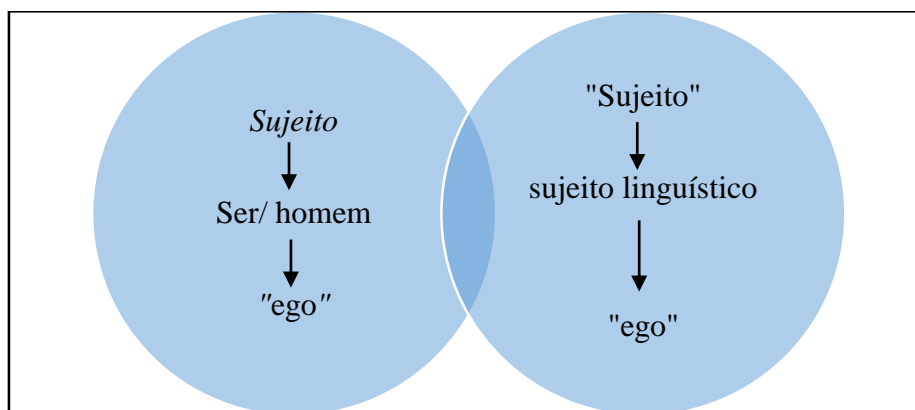 Sujeito
Ser/ homem
"ego"
"Sujeito"
sujeito linguístico
"ego"